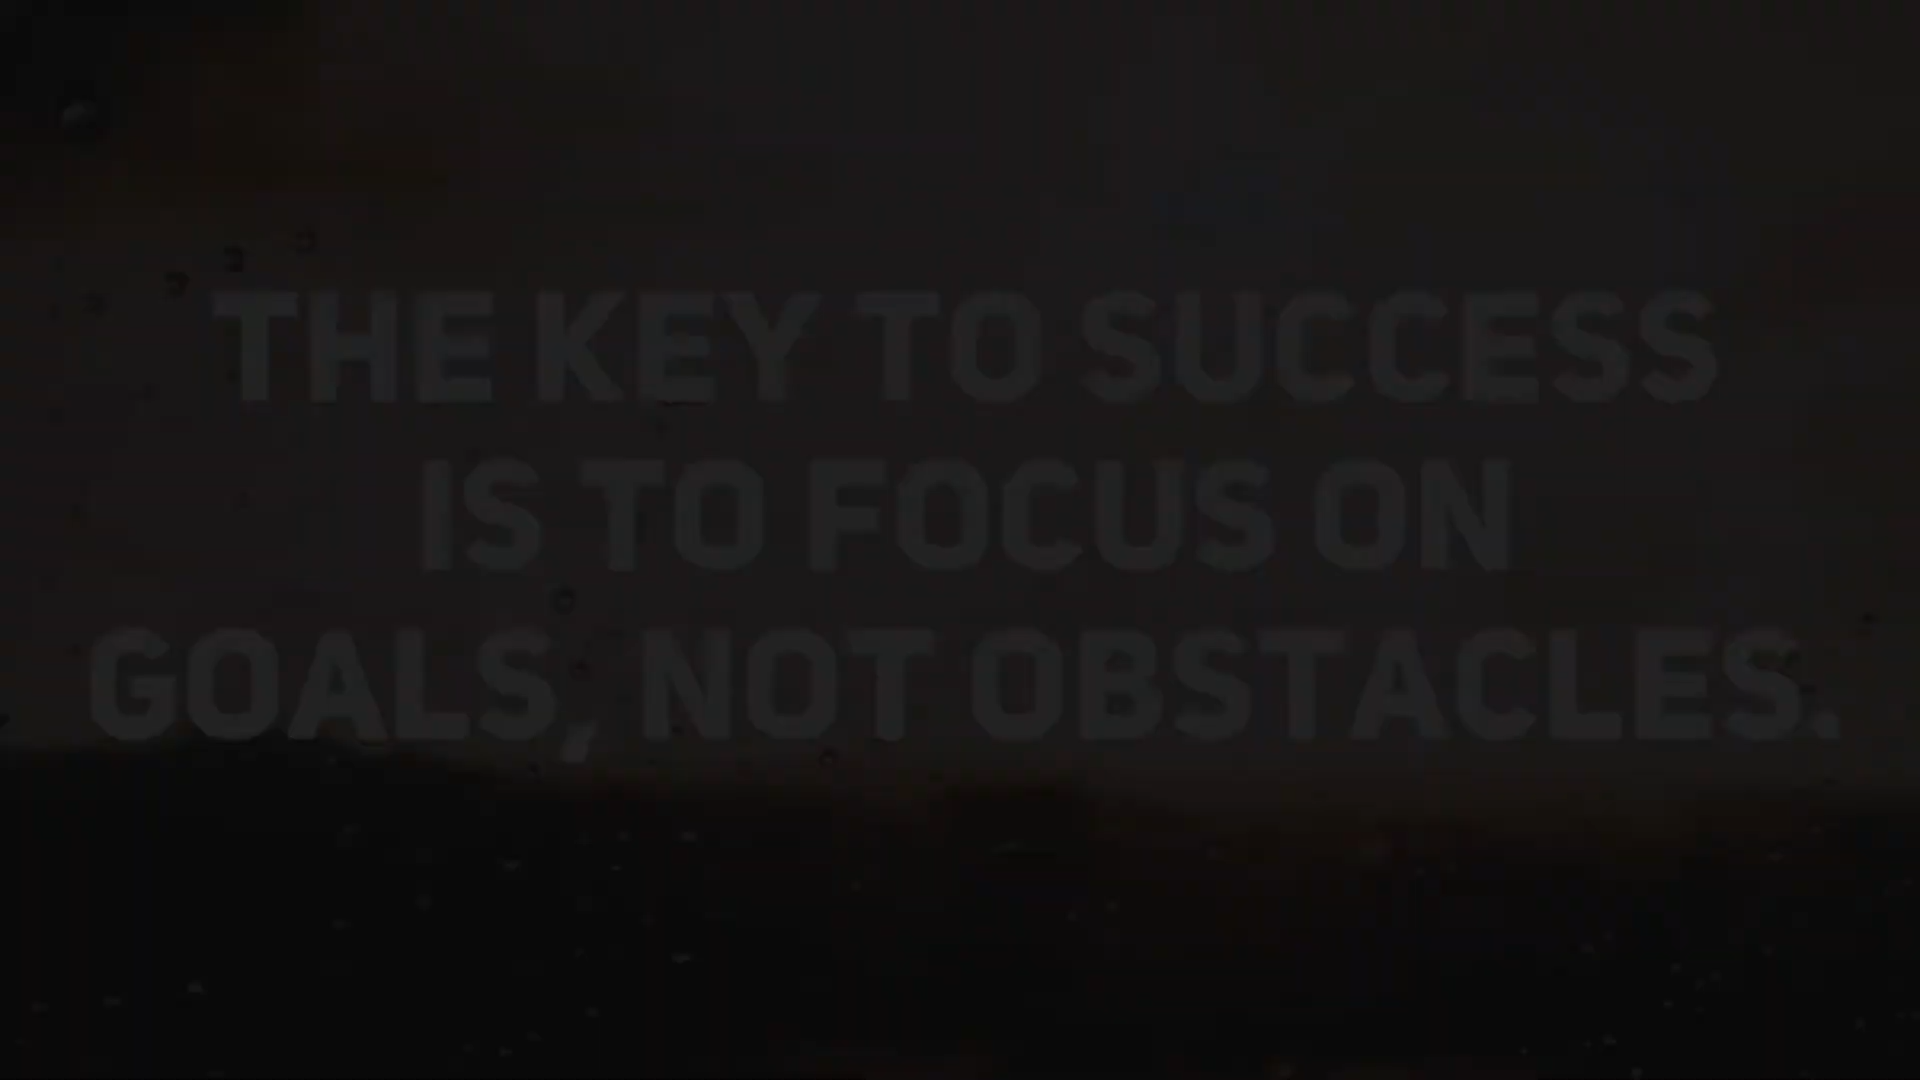 THE KEY TO SUCCESS
IS TO FOCUS ON
GOALS, NOT OBSTACLES.